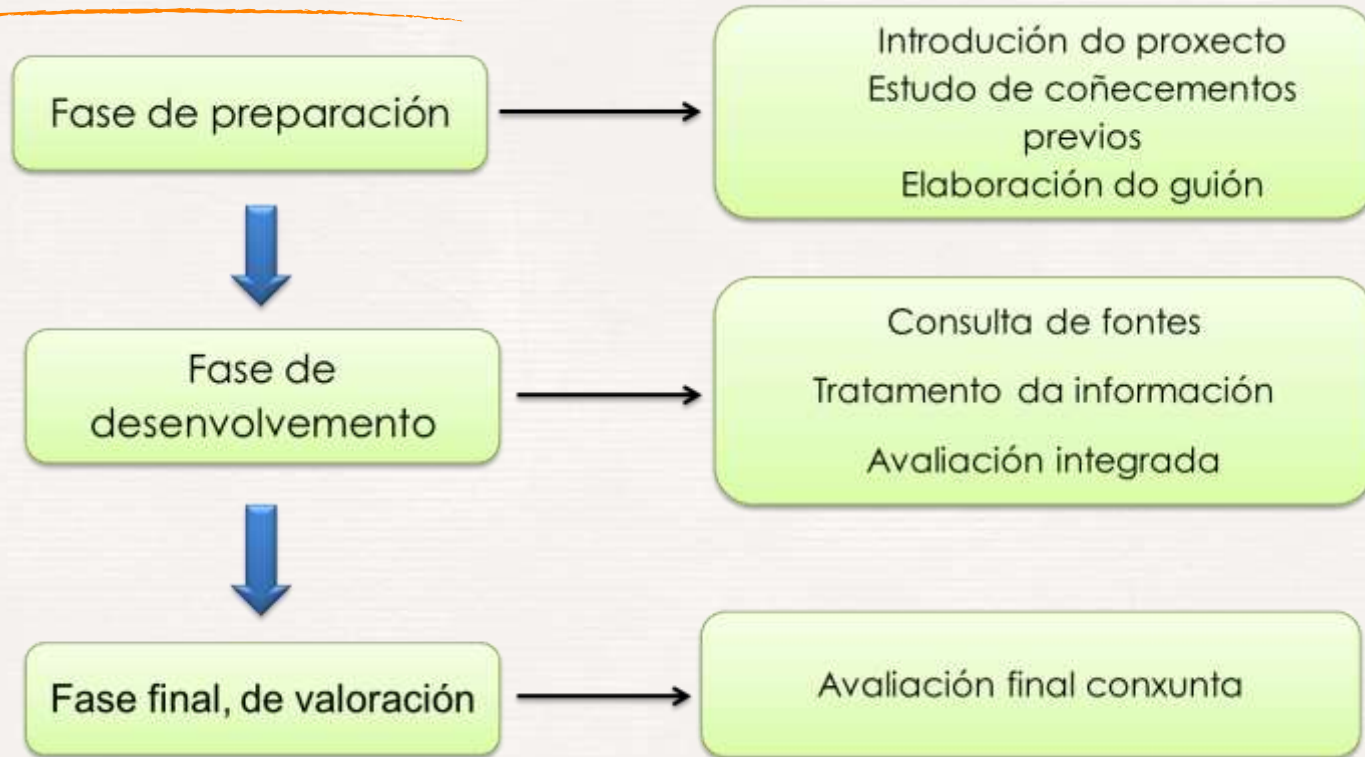 Fase de preparación
Introdución do proxecto
Estudo de coñecementos
previos
Elaboración do guión
Fase de
desenvolvemento
Consulta de fontes
Tratamento da información
Avaliación integrada
Fase final, de valoración
Avaliación final conxunta